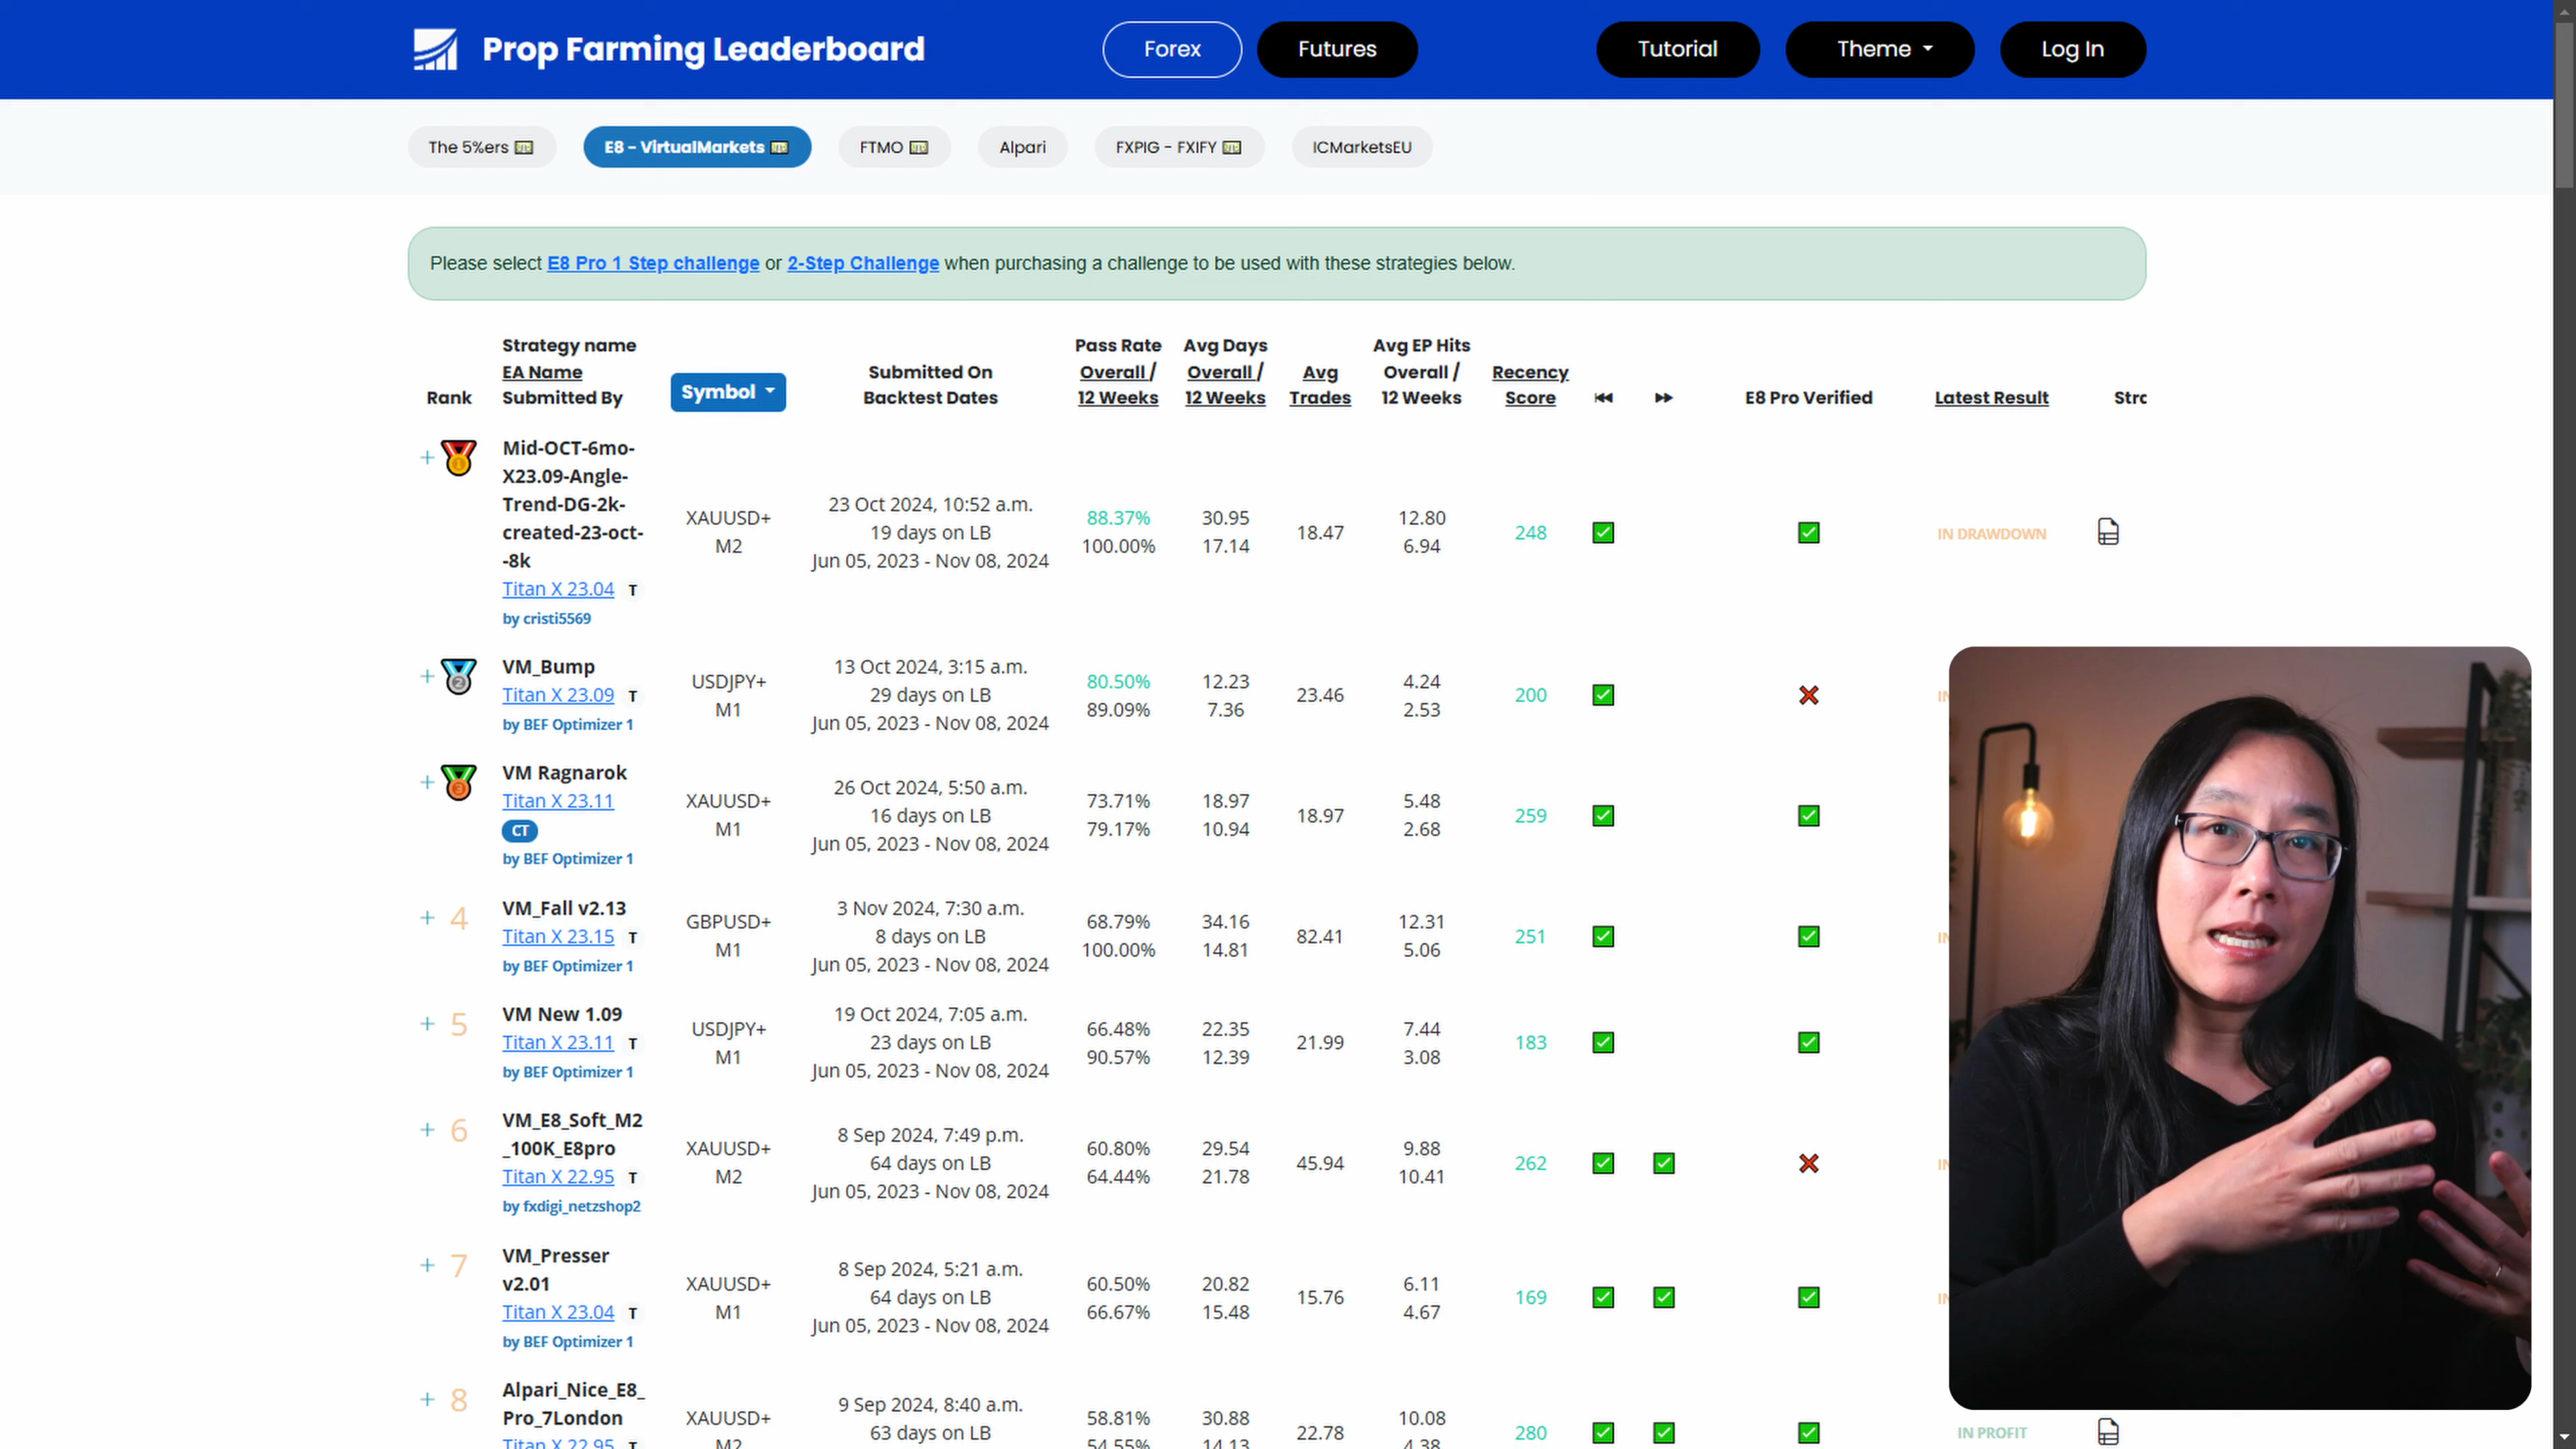 Prop Farming Leaderboard
Forex
Futures
Tutorial
Theme
Log In
The 5%ers
E8 - VirtualMarkets
FTMO
Alpari
FXPIG - FXIFY
ICMarketsEU
Please select E8 Pro 1 Step challenge or 2-Step Challenge when purchasing a challenge to be used with these strategies below.
Rank
Strategy name
EA Name
Submitted By
Symbol
Submitted On
Backtest Dates
Pass Rate
Overall /
12 Weeks
Avg Days
Overall /
12 Weeks
Avg
Trades
Avg EP Hits
Overall /
12 Weeks
Recency
Score
E8 Pro Verified
Latest Result
Strc
1
Mid-OCT-6mo-
X23.09-Angle-
Trend-DG-2k-
created-23-oct-
-8k
Titan X 23.04 T
by cristi5569
XAUUSD+
M2
23 Oct 2024, 10:52 a.m.
19 days on LB
Jun 05, 2023 - Nov 08, 2024
88.37%
100.00%
30.95
17.14
18.47
12.80
6.94
248
IN DRAWDOWN
2
VM_Bump
Titan X 23.09 T
by BEF Optimizer 1
USDJPY+
M1
13 Oct 2024, 3:15 a.m.
29 days on LB
Jun 05, 2023 - Nov 08, 2024
80.50%
89.09%
12.23
7.36
23.46
4.24
2.53
200
IN
3
VM Ragnarok
Titan X 23.11
CT
by BEF Optimizer 1
XAUUSD+
M1
26 Oct 2024, 5:50 a.m.
16 days on LB
Jun 05, 2023 - Nov 08, 2024
73.71%
79.17%
18.97
10.94
18.97
5.48
2.68
259
4
VM_Fall v2.13
Titan X 23.15 T
by BEF Optimizer 1
GBPUSD+
M1
3 Nov 2024, 7:30 a.m.
8 days on LB
Jun 05, 2023 - Nov 08, 2024
68.79%
100.00%
34.16
14.81
82.41
12.31
5.06
251
IN
5
VM New 1.09
Titan X 23.11 T
by BEF Optimizer 1
USDJPY+
M1
19 Oct 2024, 7:05 a.m.
23 days on LB
Jun 05, 2023 - Nov 08, 2024
66.48%
90.57%
22.35
12.39
21.99
7.44
3.08
183
6
VM_E8_Soft_M2
_100K_E8pro
Titan X 22.95 T
by fxdigi_netzshop2
XAUUSD+
M2
8 Sep 2024, 7:49 p.m.
64 days on LB
Jun 05, 2023 - Nov 08, 2024
60.80%
64.44%
29.54
21.78
45.94
9.88
10.41
262
IN
7
VM_Presser
v2.01
Titan X 23.04 T
by BEF Optimizer 1
XAUUSD+
M1
8 Sep 2024, 5:21 a.m.
64 days on LB
Jun 05, 2023 - Nov 08, 2024
60.50%
66.67%
20.82
15.48
15.76
6.11
4.67
169
IN
8
Alpari_Nice_E8_
Pro_7London
Titan X 22.95 T
XAUUSD+
M2
9 Sep 2024, 8:40 a.m.
63 days on LB
58.81%
54.55%
30.88
14.13
22.78
10.08
4.38
280
IN PROFIT